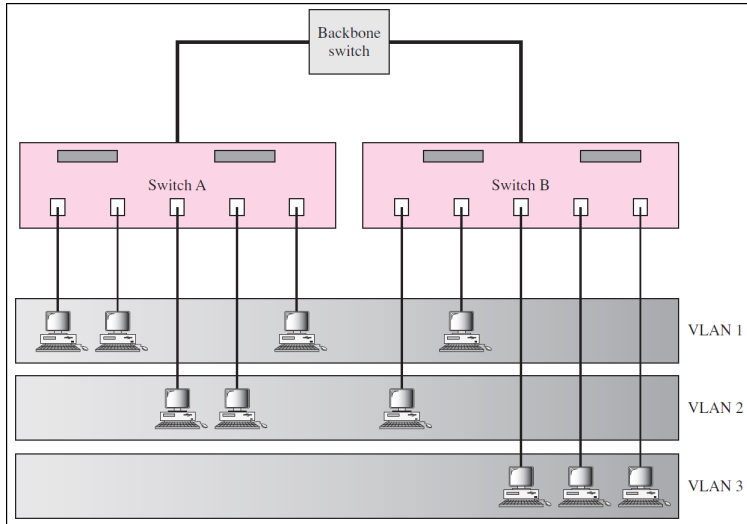 Backbone
switch
Switch A
Switch B
VLAN 1
VLAN 2
VLAN 3